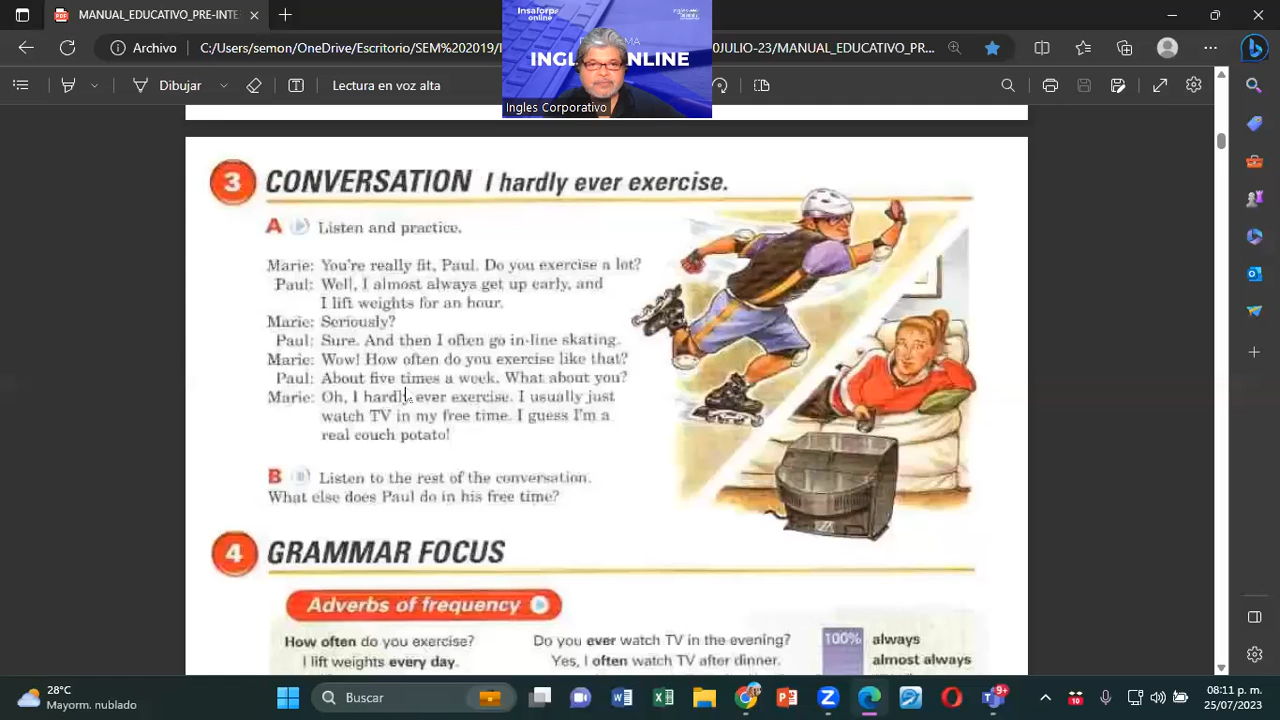 MANUAL_EDUCATIVO_PRE-INTE
Insaforp
online
INGL NLINE
Ingles Corporativo
Archivo
C:/Users/semon/OneDrive/Escritorio/SEM%202019/
OJULIO-23/MANUAL_EDUCATIVO_PR...
Dirujar
Lectura en voz alta
3 CONVERSATION I hardly ever exercise.
A Listen and practice.
Marie: You're really fit, Paul. Do you exercise a lot?
Paul: Well, I almost always get up early, and
I lift weights for an hour.
Marie: Seriously?
Paul: Sure. And then I often go in-line skating.
Marie: Wow! How often do you exercise like that?
Paul: About five times a week. What about you?
Marie: Oh, I hardly ever exercise. I usually just
watch TV in my free time. I guess I'm a
real couch potato!
B Listen to the rest of the conversation.
What else does Paul do in his free time?
4 GRAMMAR FOCUS
Adverbs of frequency
How often do you exercise?
I lift weights every day.
Do you ever watch TV in the evening?
Yes, I often watch TV after dinner.
100% always
almost always
28°C
Mayorm. nublado
Buscar
9+
10
08:11 p. m.
25/07/2023